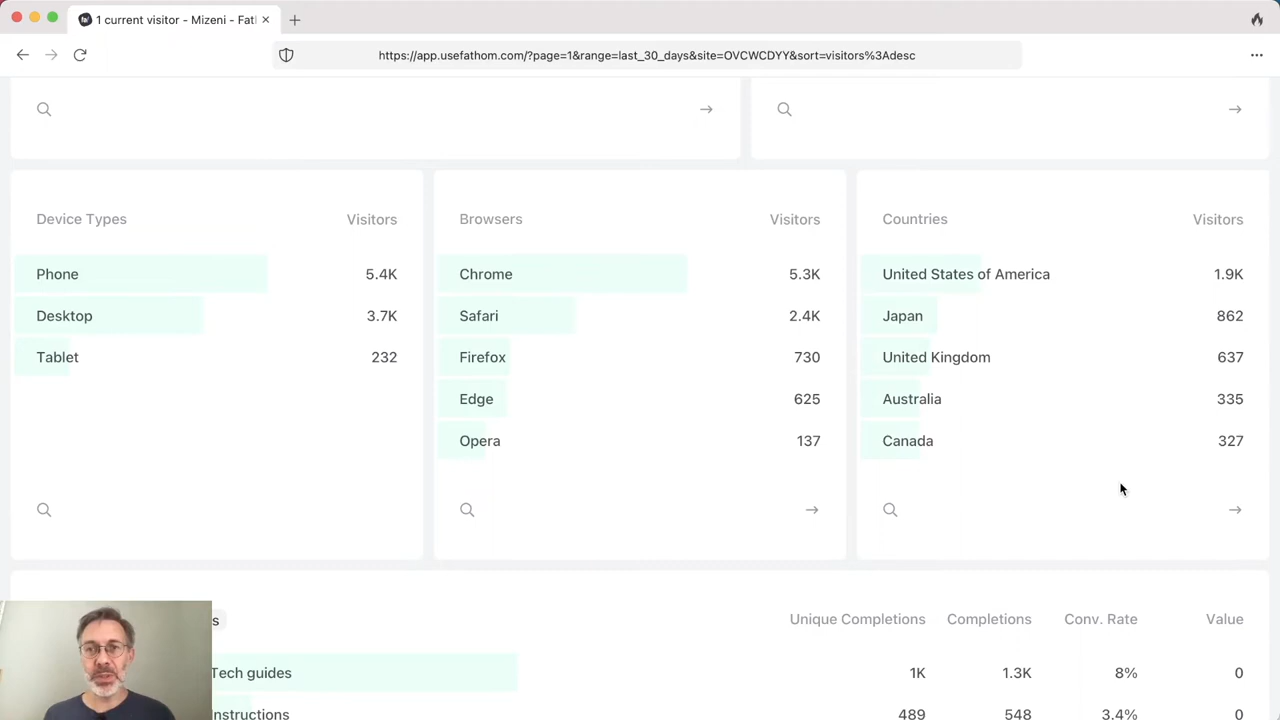 1 current visitor - Mizeni - Fat
https://app.usefathom.com/?page=1&range=last_30_days&site=OVCWCDYY&sort=visitors%3Adesc
Device Types Visitors
Phone 5.4K
Desktop 3.7K
Tablet 232
Browsers Visitors
Chrome 5.3K
Safari 2.4K
Firefox 730
Edge 625
Opera 137
Countries Visitors
United States of America 1.9K
Japan 862
United Kingdom 637
Australia 335
Canada 327
s Unique Completions Completions Conv. Rate Value
Tech guides 1K 1.3K 8% 0
Instructions 489 548 3.4% 0